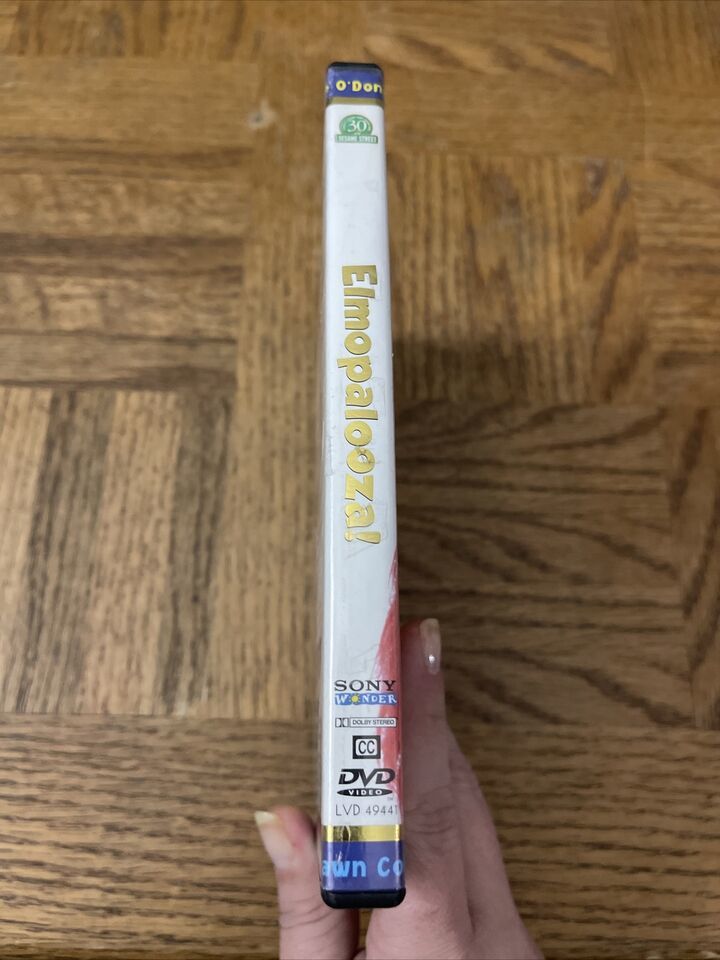 O'Don
30
SESAME STREET
Elmopalooza!
SONY
WONDER
DOLBY STEREO
CC
DVD
VIDEO
LVD 49441
awn Co